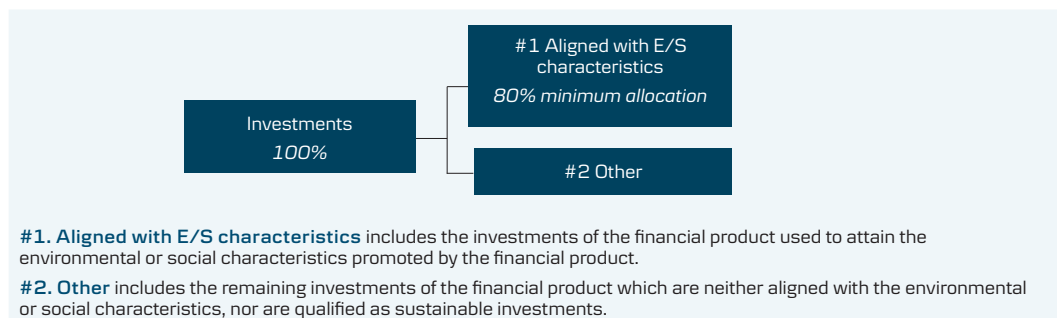 #1 Aligned with E/S
characteristics
80% minimum allocation
Investments
100%
#2 Other
#1. Aligned with E/S characteristics includes the investments of the financial product used to attain the
environmental or social characteristics promoted by the financial product.
#2. Other includes the remaining investments of the financial product which are neither aligned with the environmental
or social characteristics, nor are qualified as sustainable investments.